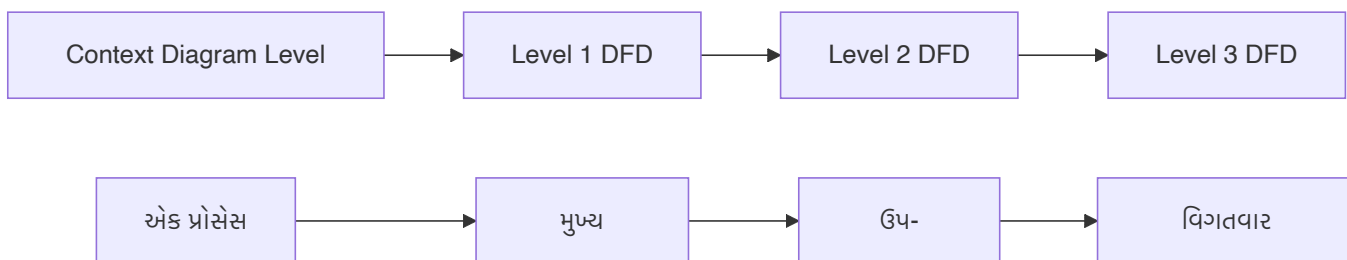 Context Diagram Level
Level 1 DFD
Level 2 DFD
Level 3 DFD
એક પ્રોસેસ
મુખ્ય
ઉપ-
વિગતવાર